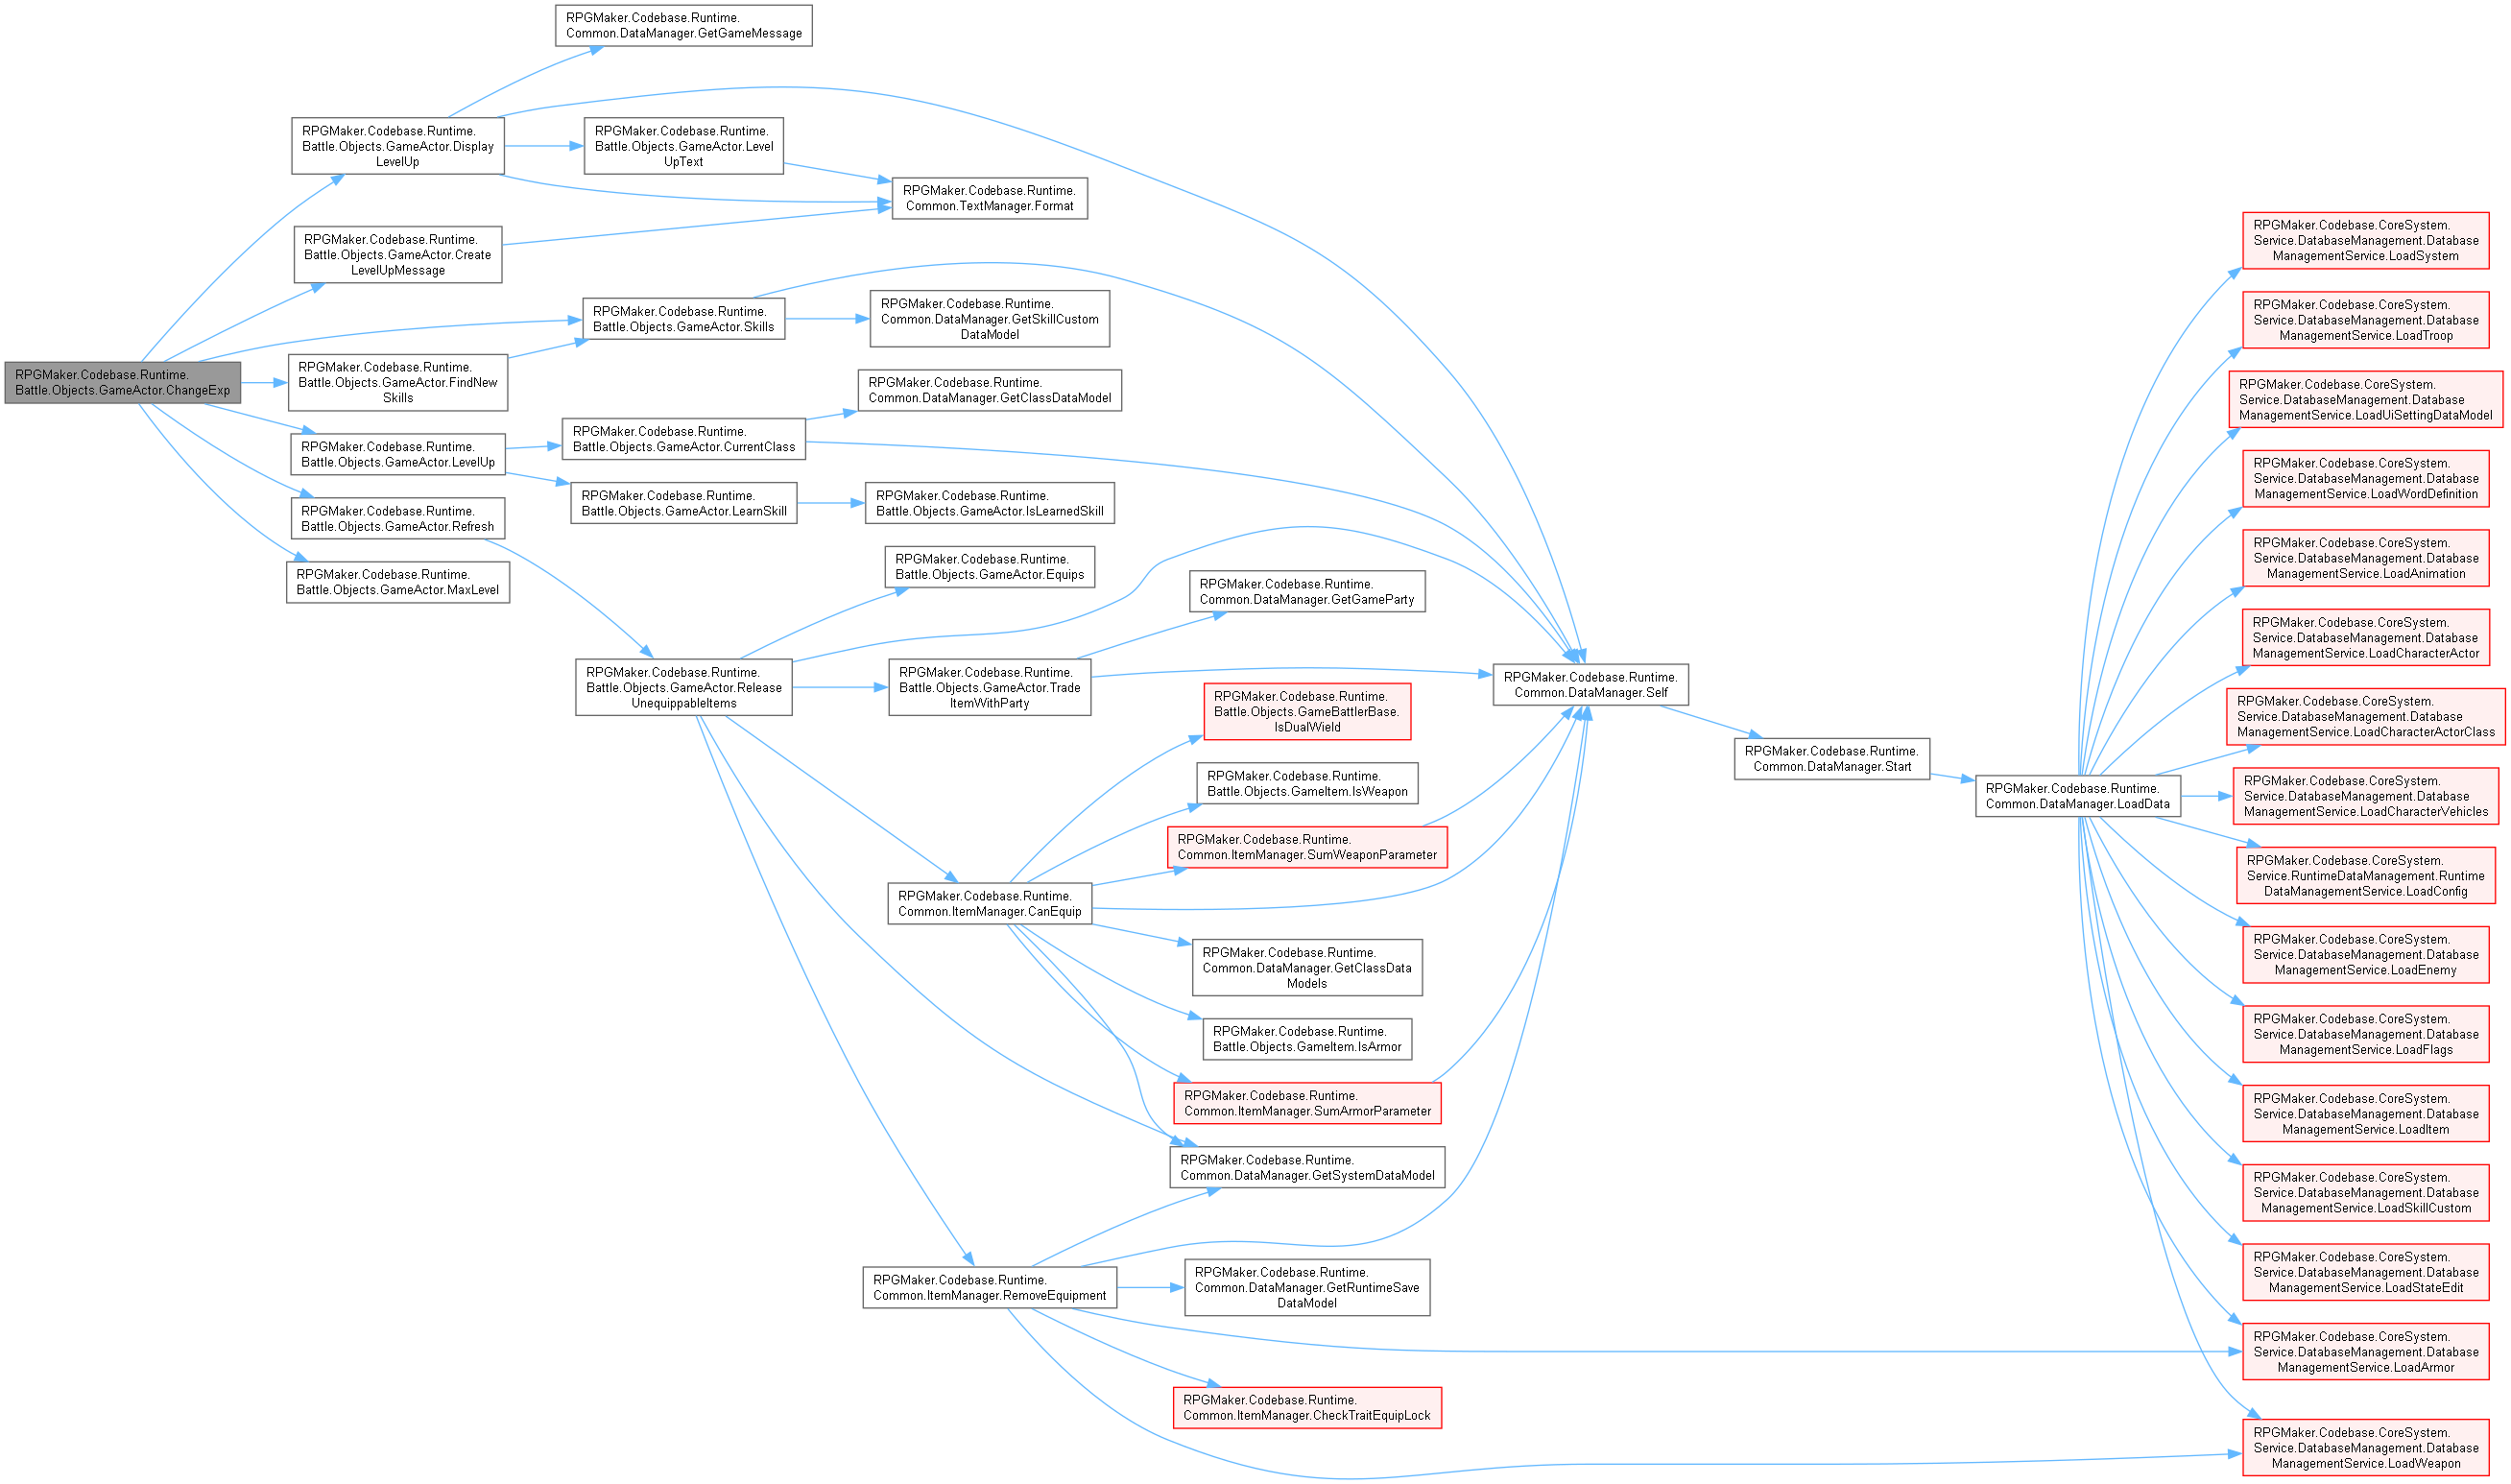 RPGMaker.Codebase.Runtime.
Battle.Objects.GameActor.ChangeExp
RPGMaker.Codebase.Runtime.
Battle.Objects.GameActor.Display
LevelUp
RPGMaker.Codebase.Runtime.
Battle.Objects.GameActor.Create
LevelUpMessage
RPGMaker.Codebase.Runtime.
Battle.Objects.GameActor.FindNew
Skills
RPGMaker.Codebase.Runtime.
Battle.Objects.GameActor.LevelUp
RPGMaker.Codebase.Runtime.
Battle.Objects.GameActor.Refresh
RPGMaker.Codebase.Runtime.
Battle.Objects.GameActor.MaxLevel
RPGMaker.Codebase.Runtime.
Common.DataManager.GetGameMessage
RPGMaker.Codebase.Runtime.
Battle.Objects.GameActor.Level
UpText
RPGMaker.Codebase.Runtime.
Battle.Objects.GameActor.Skills
RPGMaker.Codebase.Runtime.
Battle.Objects.GameActor.CurrentClass
RPGMaker.Codebase.Runtime.
Battle.Objects.GameActor.LearnSkill
RPGMaker.Codebase.Runtime.
Battle.Objects.GameActor.Release
UnequippableItems
RPGMaker.Codebase.Runtime.
Common.TextManager.Format
RPGMaker.Codebase.Runtime.
Common.DataManager.GetSkillCustom
DataModel
RPGMaker.Codebase.Runtime.
Common.DataManager.GetClassDataModel
RPGMaker.Codebase.Runtime.
Battle.Objects.GameActor.IsLearnedSkill
RPGMaker.Codebase.Runtime.
Battle.Objects.GameActor.Equips
RPGMaker.Codebase.Runtime.
Battle.Objects.GameActor.Trade
ItemWithParty
RPGMaker.Codebase.Runtime.
Common.ItemManager.CanEquip
RPGMaker.Codebase.Runtime.
Common.ItemManager.RemoveEquipment
RPGMaker.Codebase.Runtime.
Common.DataManager.GetGameParty
RPGMaker.Codebase.Runtime.
Battle.Objects.GameBattlerBase.
IsDualWield
RPGMaker.Codebase.Runtime.
Battle.Objects.GameItem.IsWeapon
RPGMaker.Codebase.Runtime.
Common.ItemManager.SumWeaponParameter
RPGMaker.Codebase.Runtime.
Common.DataManager.GetClassData
Models
RPGMaker.Codebase.Runtime.
Battle.Objects.GameItem.IsArmor
RPGMaker.Codebase.Runtime.
Common.ItemManager.SumArmorParameter
RPGMaker.Codebase.Runtime.
Common.DataManager.GetSystemDataModel
RPGMaker.Codebase.Runtime.
Common.DataManager.GetRuntimeSave
DataModel
RPGMaker.Codebase.Runtime.
Common.ItemManager.CheckTraitEquipLock
RPGMaker.Codebase.Runtime.
Common.DataManager.Self
RPGMaker.Codebase.Runtime.
Common.DataManager.Start
RPGMaker.Codebase.Runtime.
Common.DataManager.LoadData
RPGMaker.Codebase.CoreSystem.
Service.DatabaseManagement.Database
ManagementService.LoadSystem
RPGMaker.Codebase.CoreSystem.
Service.DatabaseManagement.Database
ManagementService.LoadTroop
RPGMaker.Codebase.CoreSystem.
Service.DatabaseManagement.Database
ManagementService.LoadUiSettingDataModel
RPGMaker.Codebase.CoreSystem.
Service.DatabaseManagement.Database
ManagementService.LoadWordDefinition
RPGMaker.Codebase.CoreSystem.
Service.DatabaseManagement.Database
ManagementService.LoadAnimation
RPGMaker.Codebase.CoreSystem.
Service.DatabaseManagement.Database
ManagementService.LoadCharacterActor
RPGMaker.Codebase.CoreSystem.
Service.DatabaseManagement.Database
ManagementService.LoadCharacterActorClass
RPGMaker.Codebase.CoreSystem.
Service.DatabaseManagement.Database
ManagementService.LoadCharacterVehicles
RPGMaker.Codebase.CoreSystem.
Service.RuntimeDataManagement.Runtime
DataManagementService.LoadConfig
RPGMaker.Codebase.CoreSystem.
Service.DatabaseManagement.Database
ManagementService.LoadEnemy
RPGMaker.Codebase.CoreSystem.
Service.DatabaseManagement.Database
ManagementService.LoadFlags
RPGMaker.Codebase.CoreSystem.
Service.DatabaseManagement.Database
ManagementService.LoadItem
RPGMaker.Codebase.CoreSystem.
Service.DatabaseManagement.Database
ManagementService.LoadSkillCustom
RPGMaker.Codebase.CoreSystem.
Service.DatabaseManagement.Database
ManagementService.LoadStateEdit
RPGMaker.Codebase.CoreSystem.
Service.DatabaseManagement.Database
ManagementService.LoadArmor
RPGMaker.Codebase.CoreSystem.
Service.DatabaseManagement.Database
ManagementService.LoadWeapon